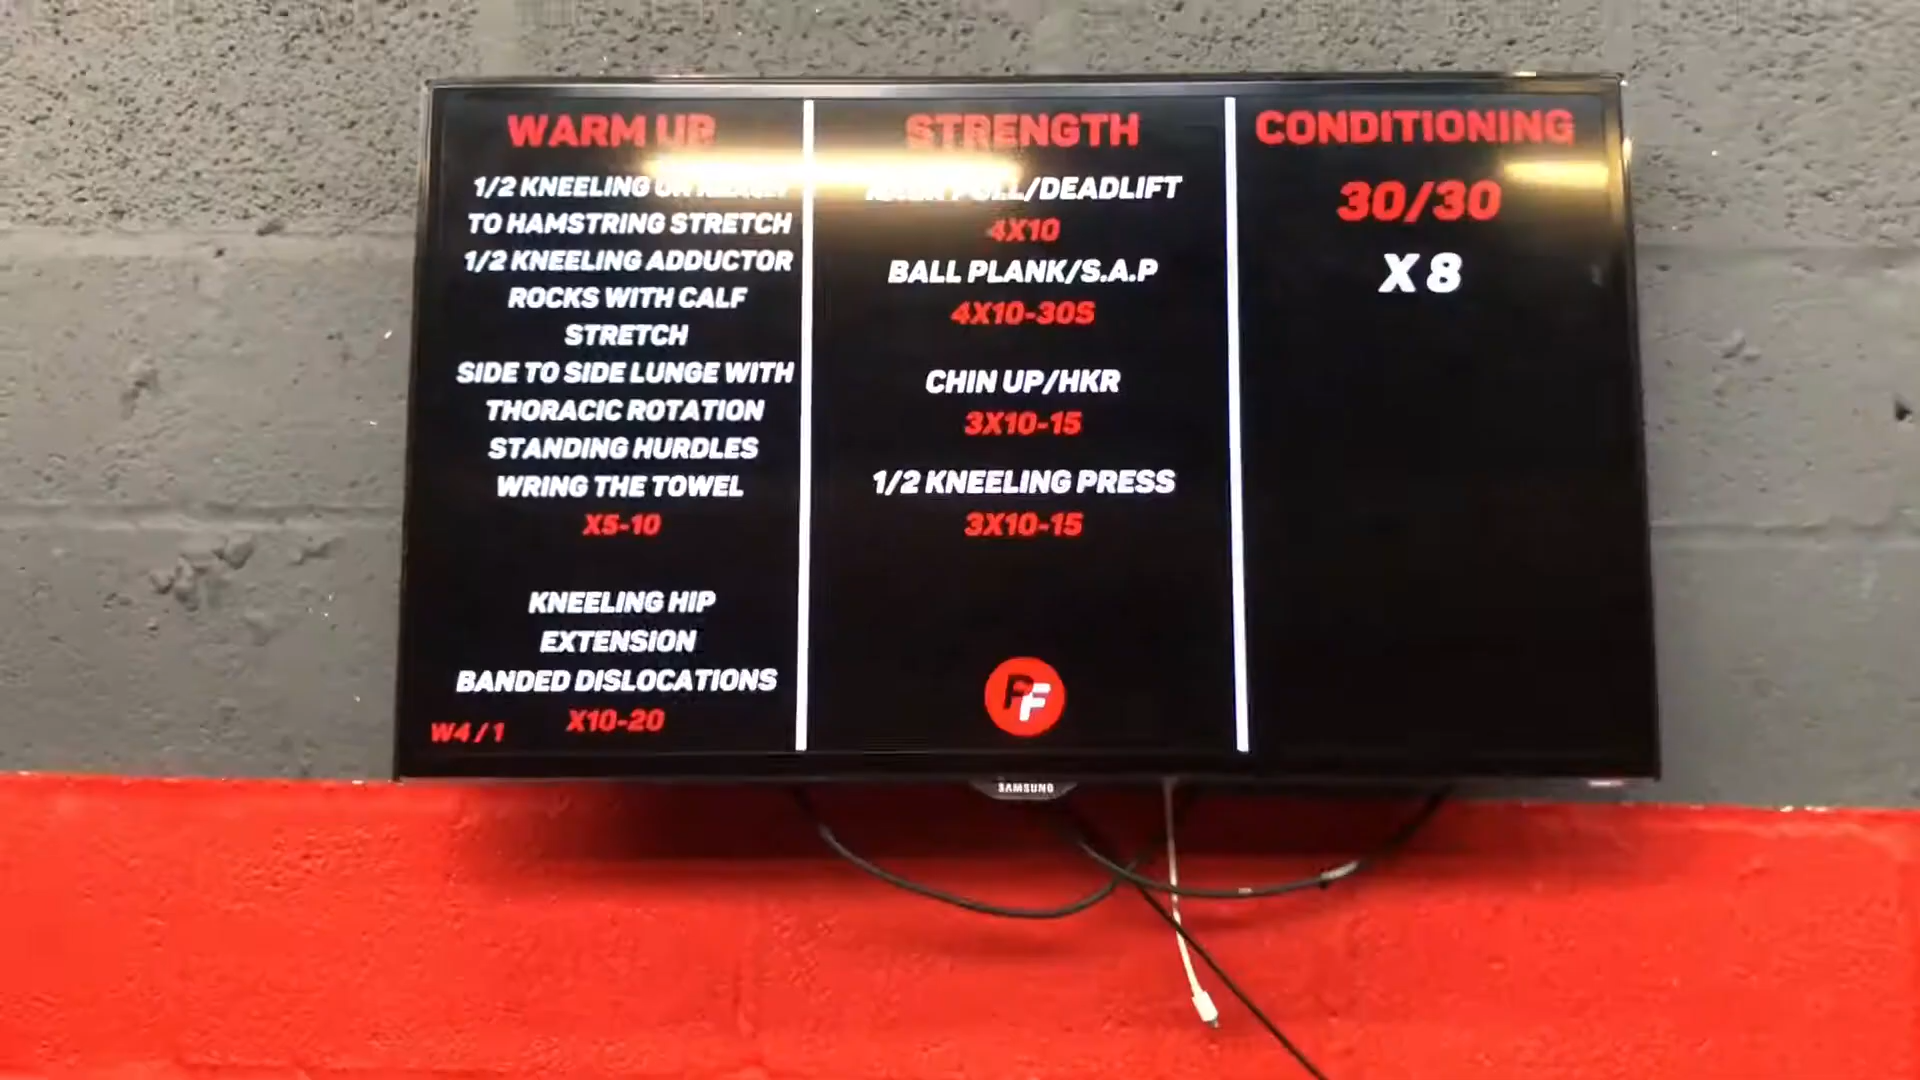 WARM UP
1/2 KNEELING
TO HAMSTRING STRETCH
1/2 KNEELING ADDUCTOR
ROCKS WITH CALF
STRETCH
SIDE TO SIDE LUNGE WITH
THORACIC ROTATION
STANDING HURDLES
WRING THE TOWEL
X5-10
KNEELING HIP
EXTENSION
BANDED DISLOCATIONS
X10-20
W4/1
STRENGTH
PULL/DEADLIFT
4X10
BALL PLANK/S.A.P
4X10-30S
CHIN UP/HKR
3X10-15
1/2 KNEELING PRESS
3X10-15
PF
CONDITIONING
30/30
X 8
SAMSUNG